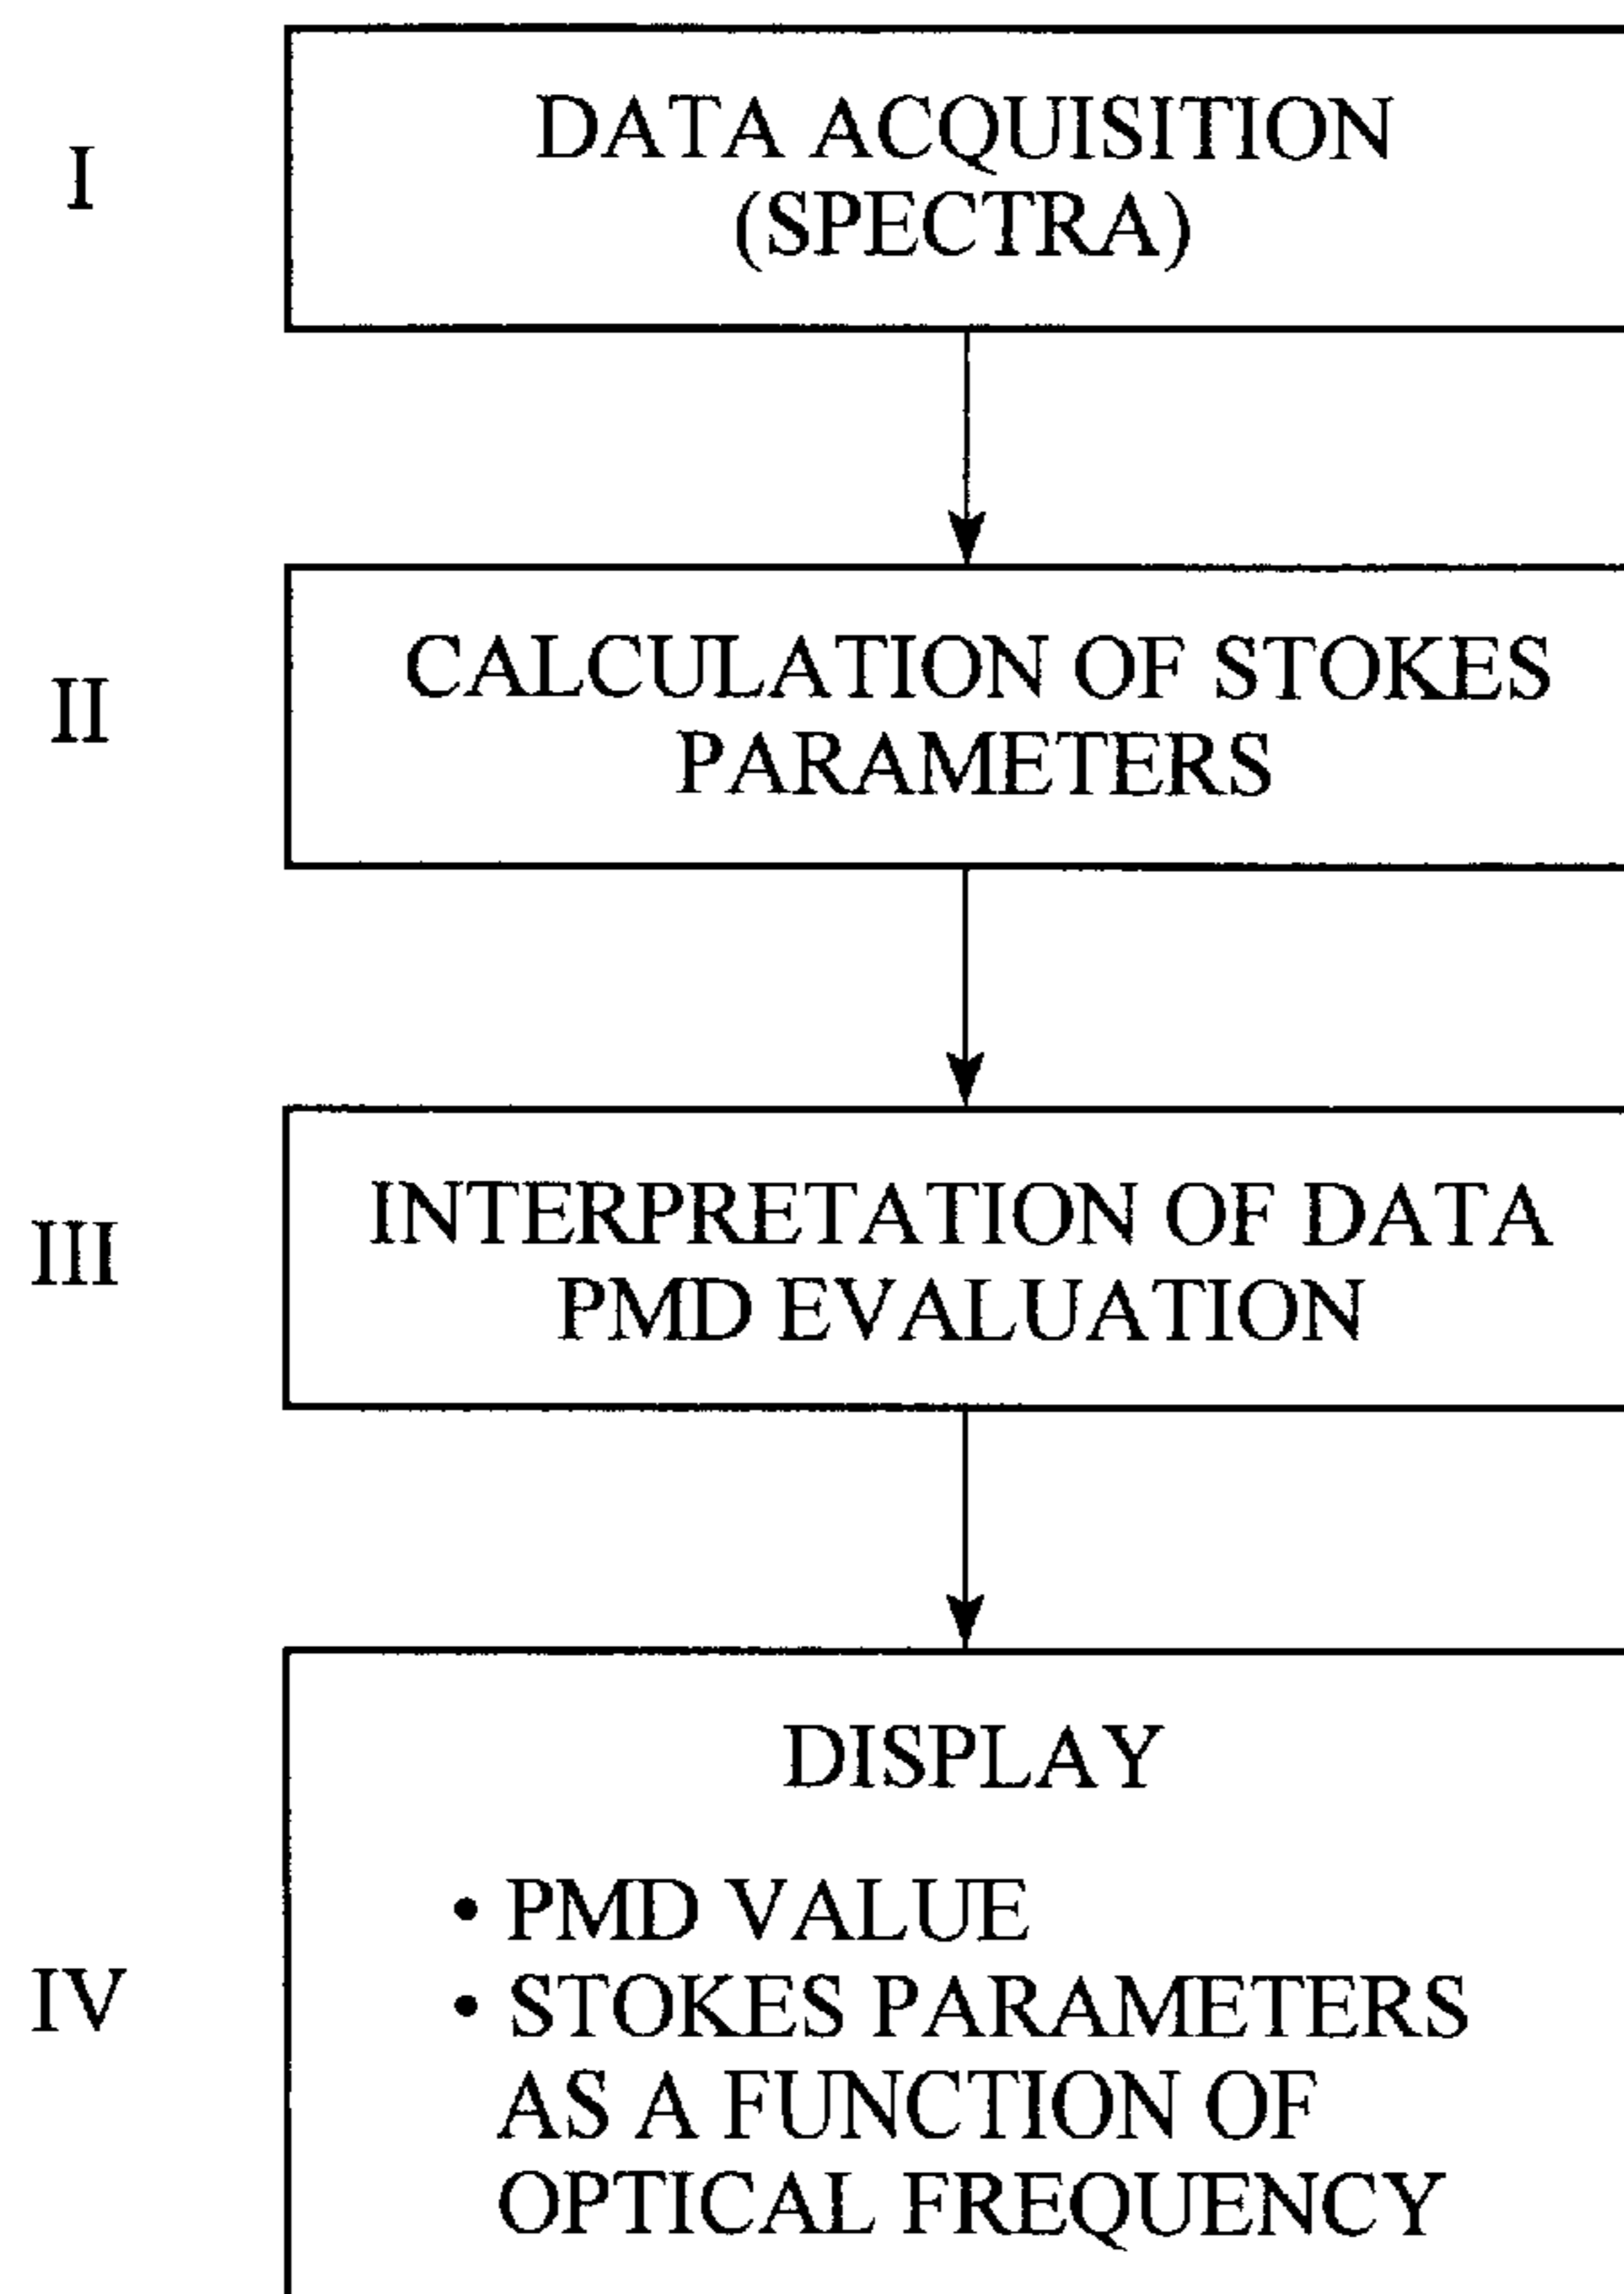 I
DATA ACQUISITION
(SPECTRA)
II
CALCULATION OF STOKES
PARAMETERS
III
INTERPRETATION OF DATA
PMD EVALUATION
IV
DISPLAY
• PMD VALUE
• STOKES PARAMETERS
AS A FUNCTION OF
OPTICAL FREQUENCY